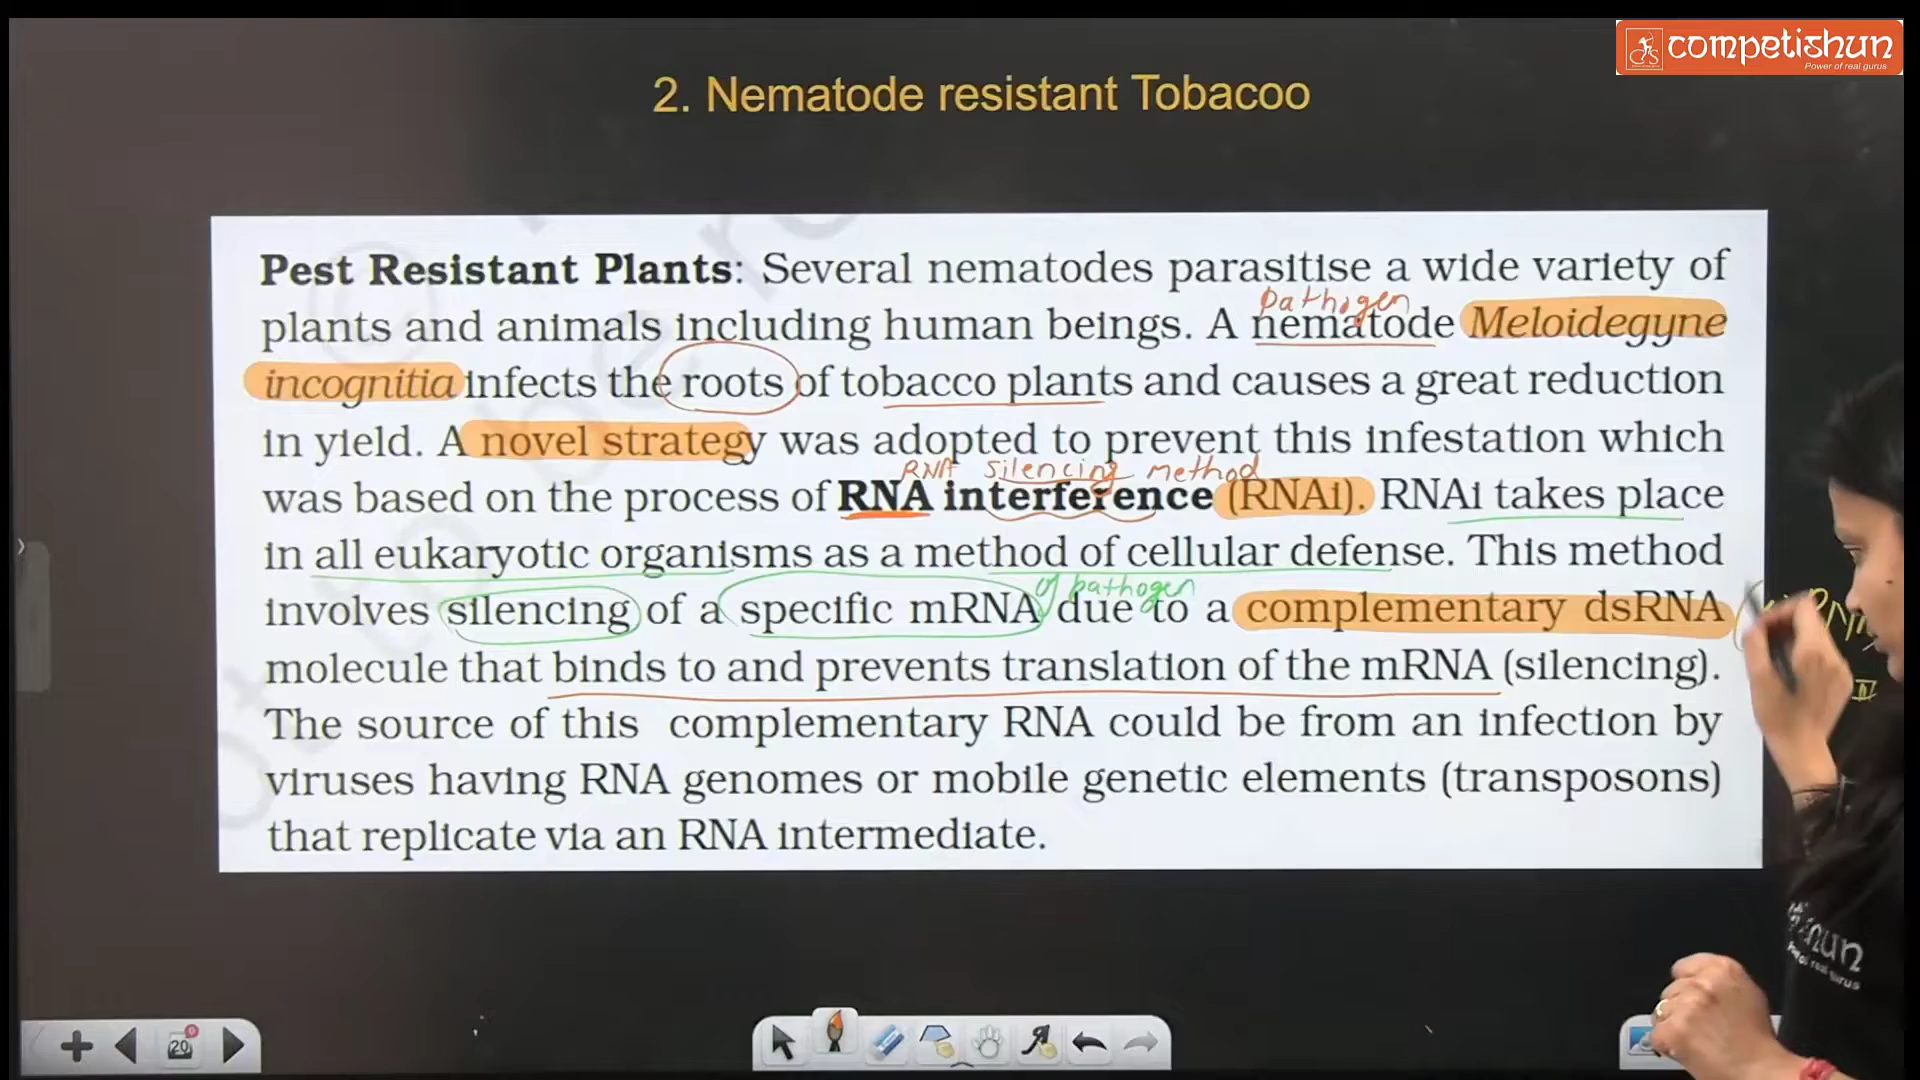 competishun
Power of real gurus
2. Nematode resistant Tobacoo
Pest Resistant Plants: Several nematodes parasitise a wide variety of
pathogen
plants and animals including human beings. A nematode Meloidegyne
incognitia infects the roots of tobacco plants and causes a great reduction
in yield. A novel strategy was adopted to prevent this infestation which
RNA silencing method
was based on the process of RNA interference (RNAi). RNAi takes place
in all eukaryotic organisms as a method of cellular defense. This method
of pathogen
involves silencing of a specific mRNA due to a complementary dsRNA
molecule that binds to and prevents translation of the mRNA (silencing).
The source of this complementary RNA could be from an infection by
viruses having RNA genomes or mobile genetic elements (transposons)
that replicate via an RNA intermediate.
20